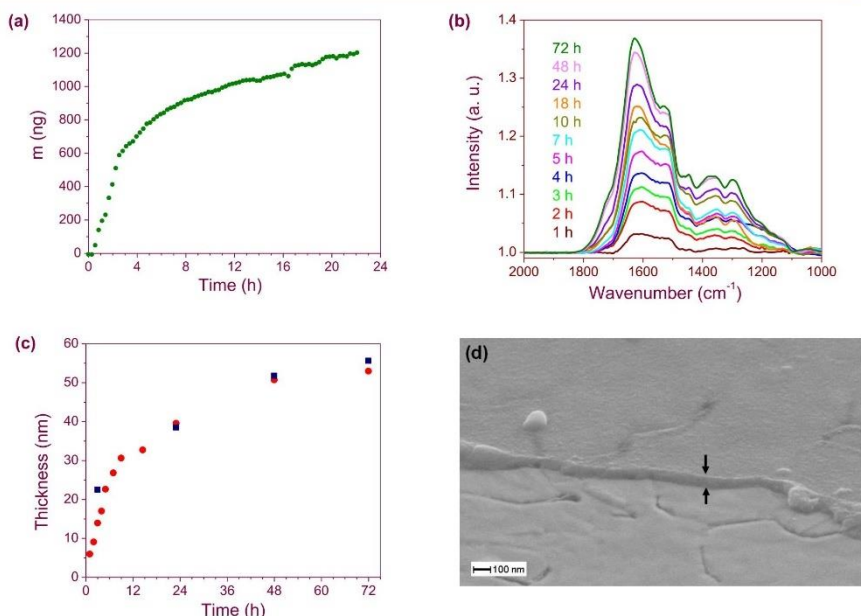 (a)
1400
1200
1000
800
600
400
200
0
m (ng)
0 4 8 12 16 20 24
Time (h)
(b)
72 h
48 h
24 h
18 h
10 h
7 h
5 h
4 h
3 h
2 h
1 h
1.4
1.3
1.2
1.1
1.0
Intensity (a. u.)
2000 1800 1600 1400 1200 1000
Wavenumber (cm⁻¹)
(c)
60
50
40
30
20
10
0
Thickness (nm)
0 12 24 36 48 60 72
Time (h)
(d)
100 nm